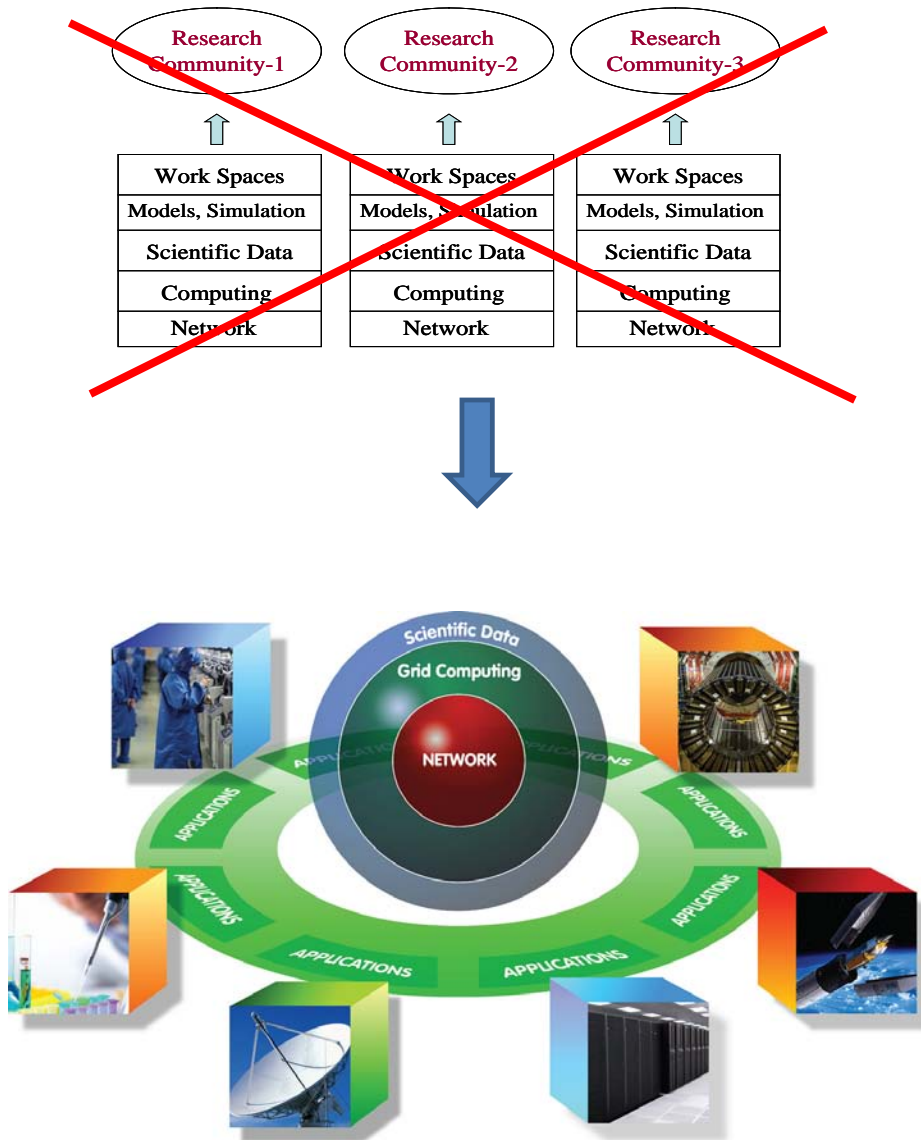 Research
Community-1
Research
Community-2
Research
Community-3
Work Spaces
Models, Simulation
Scientific Data
Computing
Network
Work Spaces
Models, Simulation
Scientific Data
Computing
Network
Work Spaces
Models, Simulation
Scientific Data
Computing
Network
Scientific Data
Grid Computing
NETWORK
APPLICATIONS
APPLICATIONS
APPLICATIONS
APPLICATIONS
APPLICATIONS
APPLICATIONS
APPLICATIONS
APPLICATIONS